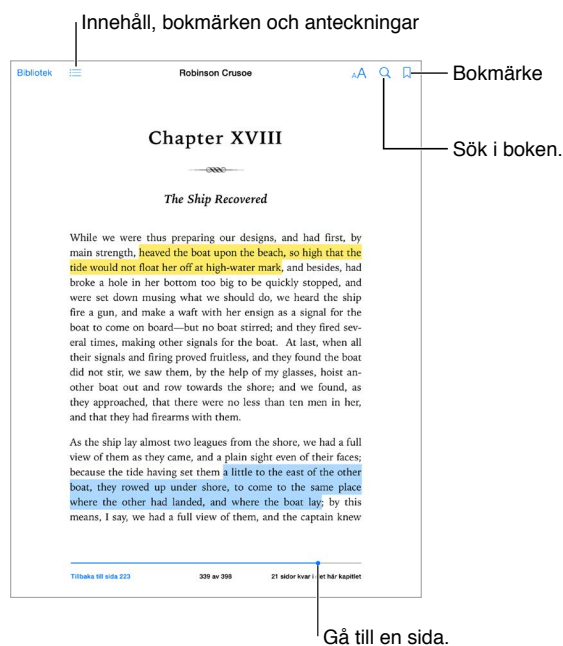 Innehåll, bokmärken och anteckningar
Bibliotek
Robinson Crusoe
AA
Bokmärke
Sök i boken.
Chapter XVIII
The Ship Recovered
While we were thus preparing our designs, and had first, by
main strength, heaved the boat upon the beach, so high that the
tide would not float her off at high-water mark, and besides, had
broke a hole in her bottom too big to be quickly stopped, and
were set down musing what we should do, we heard the ship
fire a gun, and make a waft with her ensign as a signal for the
boat to come on board—but no boat stirred; and they fired sev-
eral times, making other signals for the boat. At last, when all
their signals and firing proved fruitless, and they found the boat
did not stir, we saw them, by the help of my glasses, hoist an-
other boat out and row towards the shore; and we found, as
they approached, that there were no less than ten men in her,
and that they had firearms with them.
As the ship lay almost two leagues from the shore, we had a full
view of them as they came, and a plain sight even of their faces;
because the tide having set them a little to the east of the other
boat, they rowed up under shore, to come to the same place
where the other had landed, and where the boat lay; by this
means, I say, we had a full view of them, and the captain knew
Tillbaka till sida 223
339 av 398
21 sidor kvar i det här kapitlet
Gå till en sida.